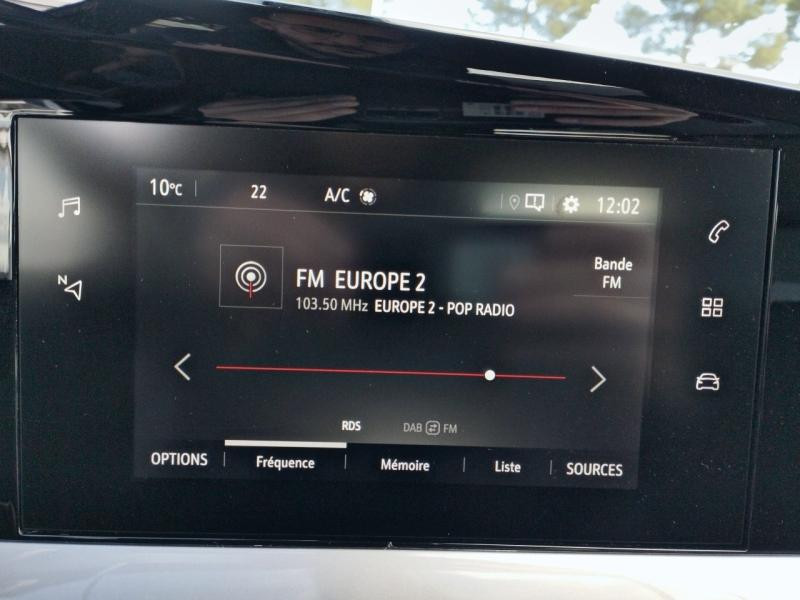 10°C 22 A/C 12:02
N
FM EUROPE 2
103.50 MHz EUROPE 2 - POP RADIO
Bande
FM
RDS DAB FM
OPTIONS Fréquence Mémoire Liste SOURCES